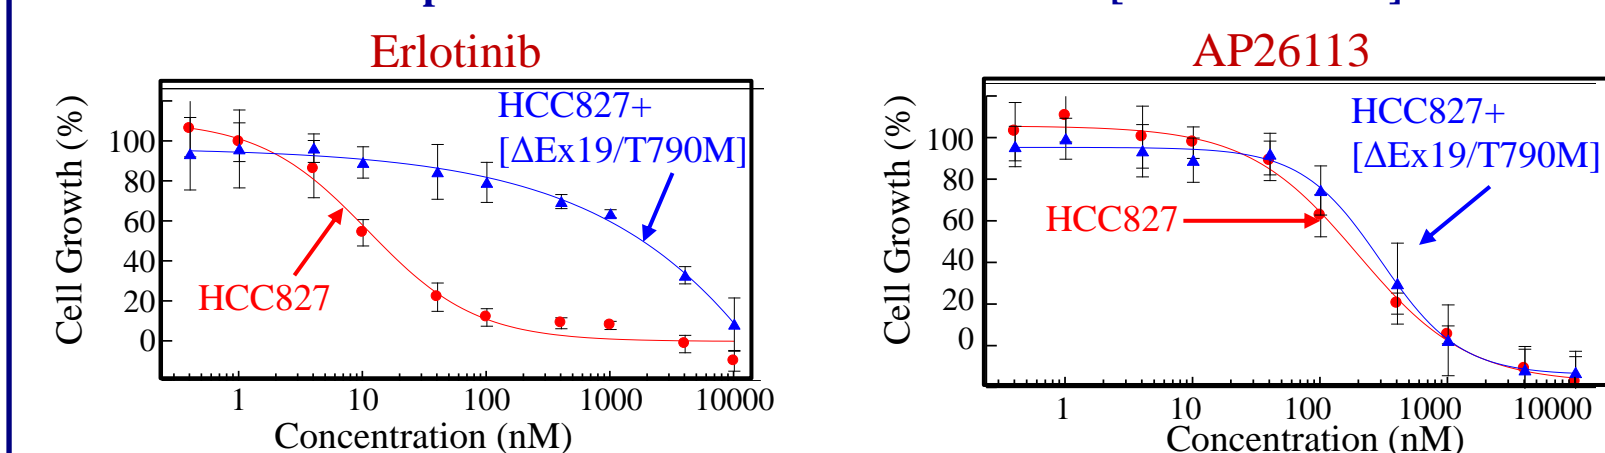 Erlotinib
Cell Growth (%)
100
80
60
40
20
0
HCC827+
[ΔEx19/T790M]
HCC827
1 10 100 1000 10000
Concentration (nM)
AP26113
Cell Growth (%)
100
80
60
40
20
0
HCC827+
[ΔEx19/T790M]
HCC827
1 10 100 1000 10000
Concentration (nM)